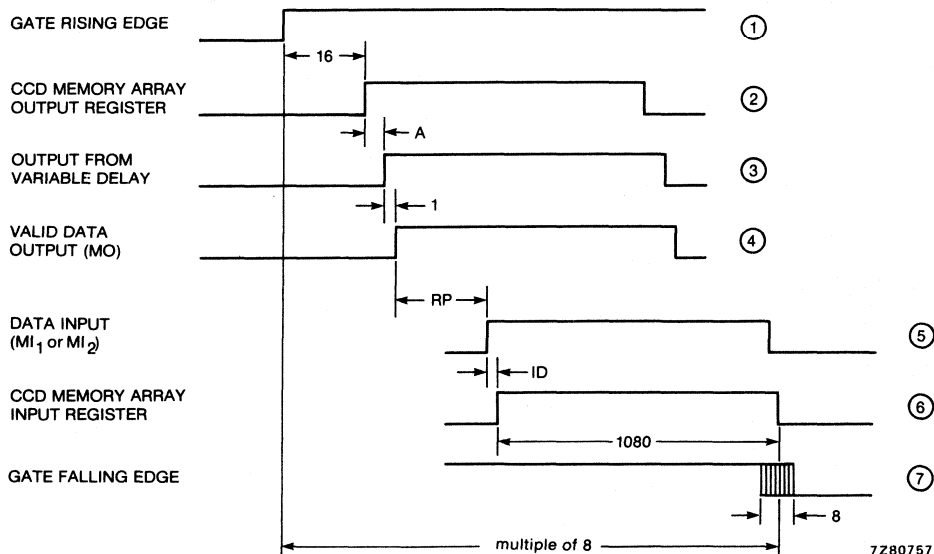 GATE RISING EDGE
1
16
CCD MEMORY ARRAY
OUTPUT REGISTER
2
A
OUTPUT FROM
VARIABLE DELAY
3
1
VALID DATA
OUTPUT (MO)
4
RP
DATA INPUT
(MI1 or MI2)
5
ID
CCD MEMORY ARRAY
INPUT REGISTER
6
1080
GATE FALLING EDGE
7
8
multiple of 8
7Z80757